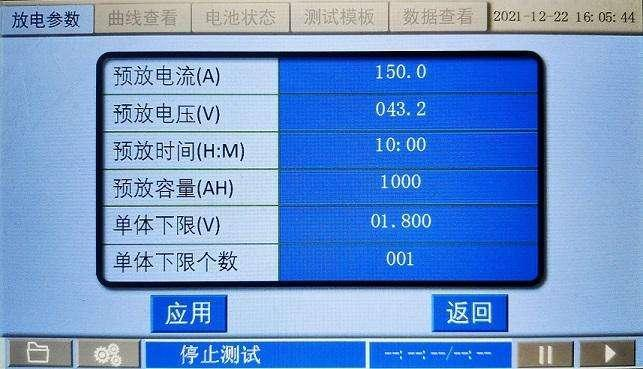 放电参数 曲线查看 电池状态 测试模板 数据查看 2021-12-22 16:05:44
预放电流(A) 150.0
预放电压(V) 043.2
预放时间(H:M) 10:00
预放容量(AH) 1000
单体下限(V) 01.800
单体下限个数 001
应用 返回
停止测试 --:--:--/--:--